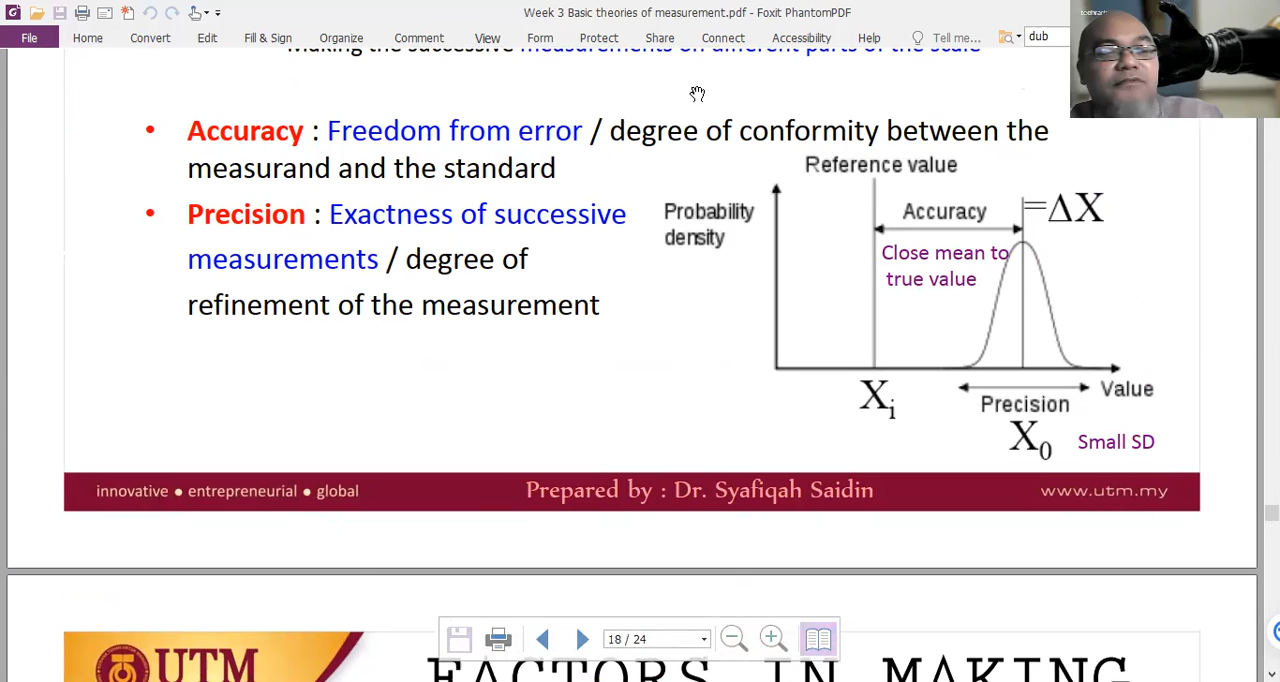 Week 3 Basic theories of measurement.pdf - Foxit PhantomPDF
File Home Convert Edit Fill & Sign Organize Comment View Form Protect Share Connect Accessibility Help Tell me... dub
Making the successive measurements on different parts of the scale
• Accuracy : Freedom from error / degree of conformity between the
measurand and the standard
• Precision : Exactness of successive
measurements / degree of
refinement of the measurement
Reference value
Probability
density
Accuracy
=ΔX
Close mean to
true value
Xi
Value
Precision
X0
Small SD
innovative ● entrepreneurial ● global
Prepared by : Dr. Syafiqah Saidin
www.utm.my
18 / 24
UTM
FACTORS IN MAKING